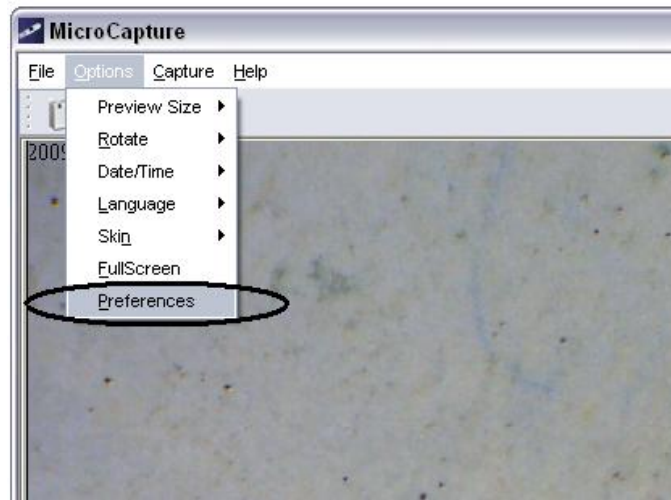 MicroCapture
File Options Capture Help
Preview Size
Rotate
Date/Time
Language
Skin
FullScreen
Preferences